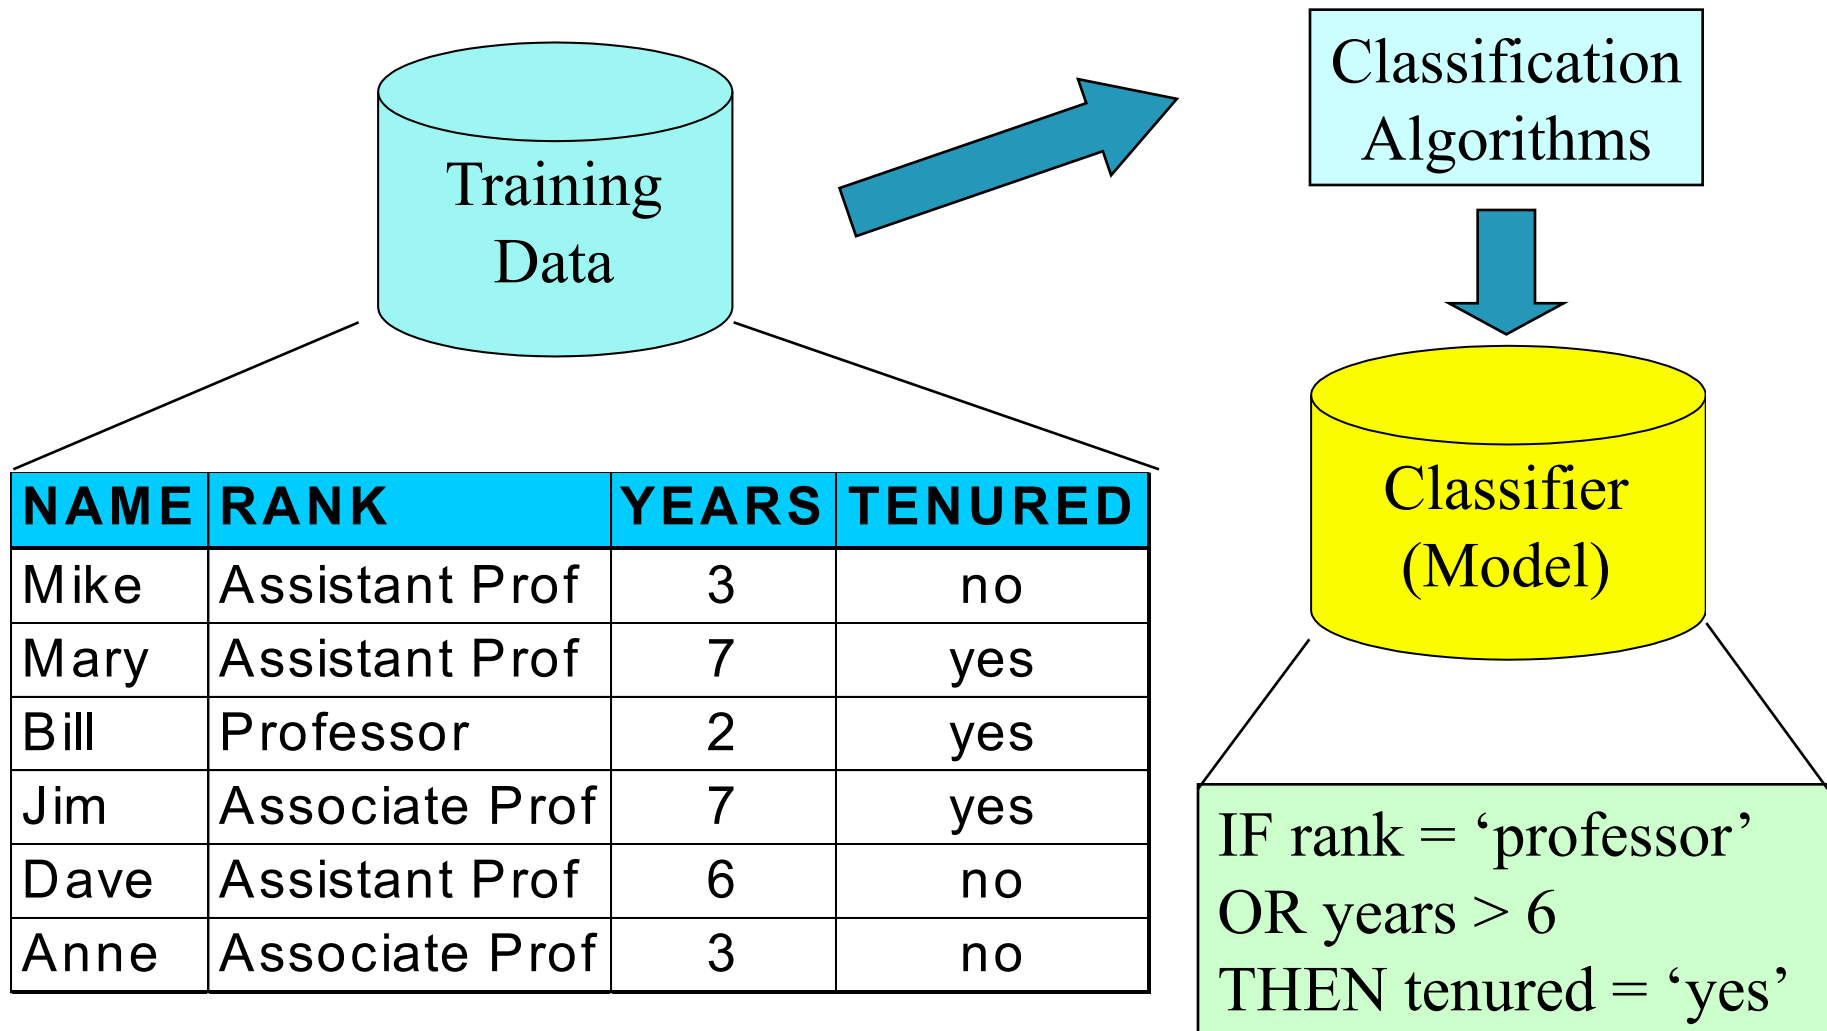 Training
Data
Classification
Algorithms
NAME RANK YEARS TENURED
Mike Assistant Prof 3 no
Mary Assistant Prof 7 yes
Bill Professor 2 yes
Jim Associate Prof 7 yes
Dave Assistant Prof 6 no
Anne Associate Prof 3 no
Classifier
(Model)
IF rank = ‘professor’
OR years > 6
THEN tenured = ‘yes’